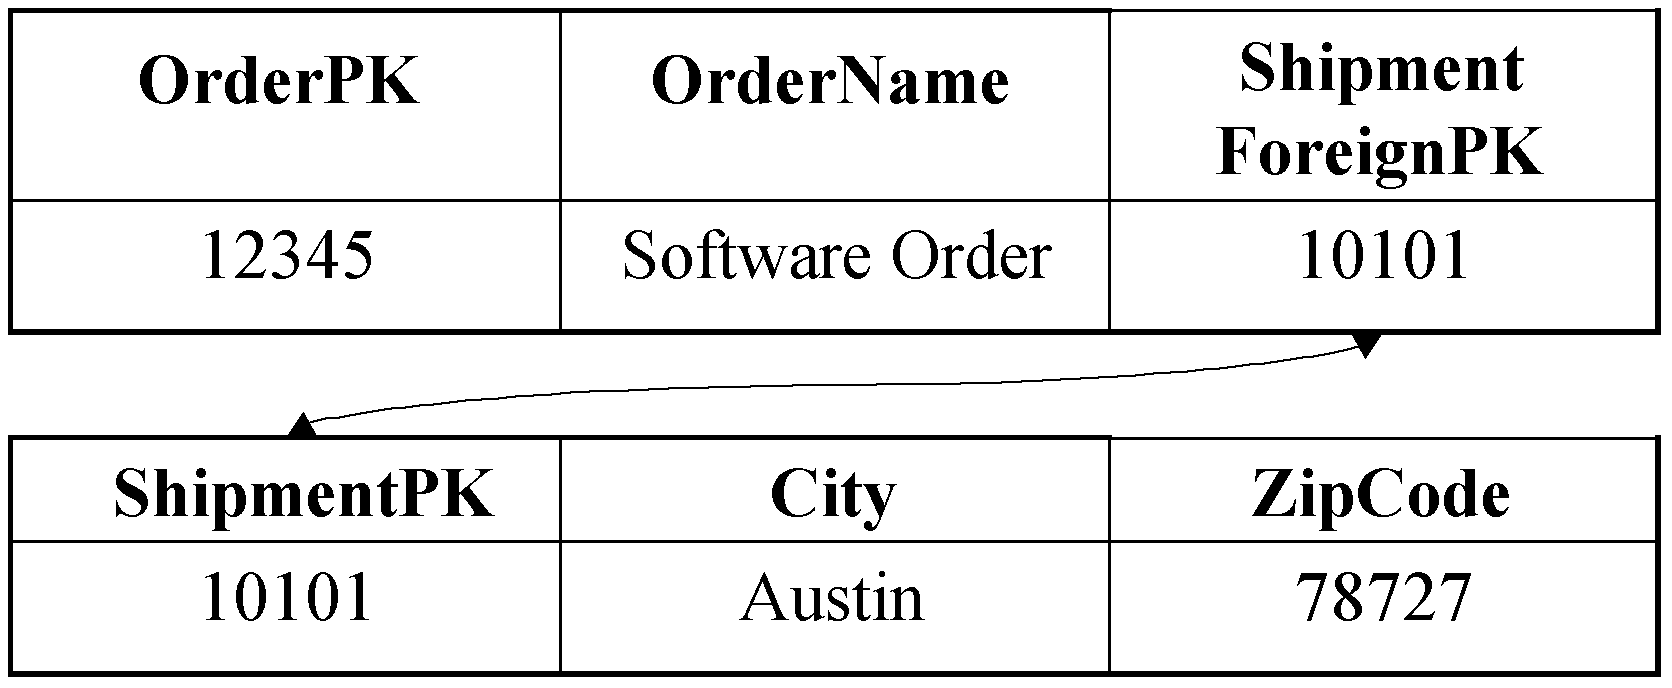 OrderPK OrderName Shipment
ForeignPK
12345 Software Order 10101
ShipmentPK City ZipCode
10101 Austin 78727